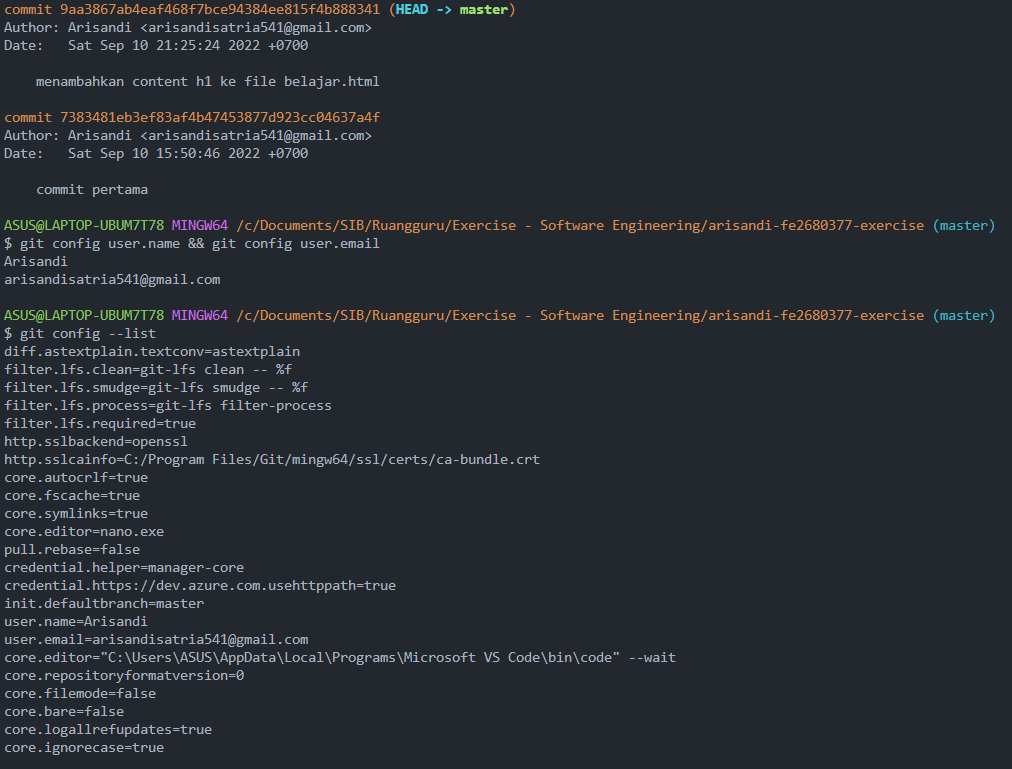 commit 9aa3867ab4eaf468f7bce94384ee815f4b888341 (HEAD -> master)
Author: Arisandi <arisandisatria541@gmail.com>
Date:   Sat Sep 10 21:25:24 2022 +0700

    menambahkan content h1 ke file belajar.html

commit 7383481eb3ef83af4b47453877d923cc04637a4f
Author: Arisandi <arisandisatria541@gmail.com>
Date:   Sat Sep 10 15:50:46 2022 +0700

    commit pertama

ASUS@LAPTOP-UBUM7T78 MINGW64 /c/Documents/SIB/Ruangguru/Exercise - Software Engineering/arisandi-fe2680377-exercise (master)
$ git config user.name && git config user.email
Arisandi
arisandisatria541@gmail.com

ASUS@LAPTOP-UBUM7T78 MINGW64 /c/Documents/SIB/Ruangguru/Exercise - Software Engineering/arisandi-fe2680377-exercise (master)
$ git config --list
diff.astextplain.textconv=astextplain
filter.lfs.clean=git-lfs clean -- %f
filter.lfs.smudge=git-lfs smudge -- %f
filter.lfs.process=git-lfs filter-process
filter.lfs.required=true
http.sslbackend=openssl
http.sslcainfo=C:/Program Files/Git/mingw64/ssl/certs/ca-bundle.crt
core.autocrlf=true
core.fscache=true
core.symlinks=true
core.editor=nano.exe
pull.rebase=false
credential.helper=manager-core
credential.https://dev.azure.com.usehttppath=true
init.defaultbranch=master
user.name=Arisandi
user.email=arisandisatria541@gmail.com
core.editor="C:\Users\ASUS\AppData\Local\Programs\Microsoft VS Code\bin\code" --wait
core.repositoryformatversion=0
core.filemode=false
core.bare=false
core.logallrefupdates=true
core.ignorecase=true